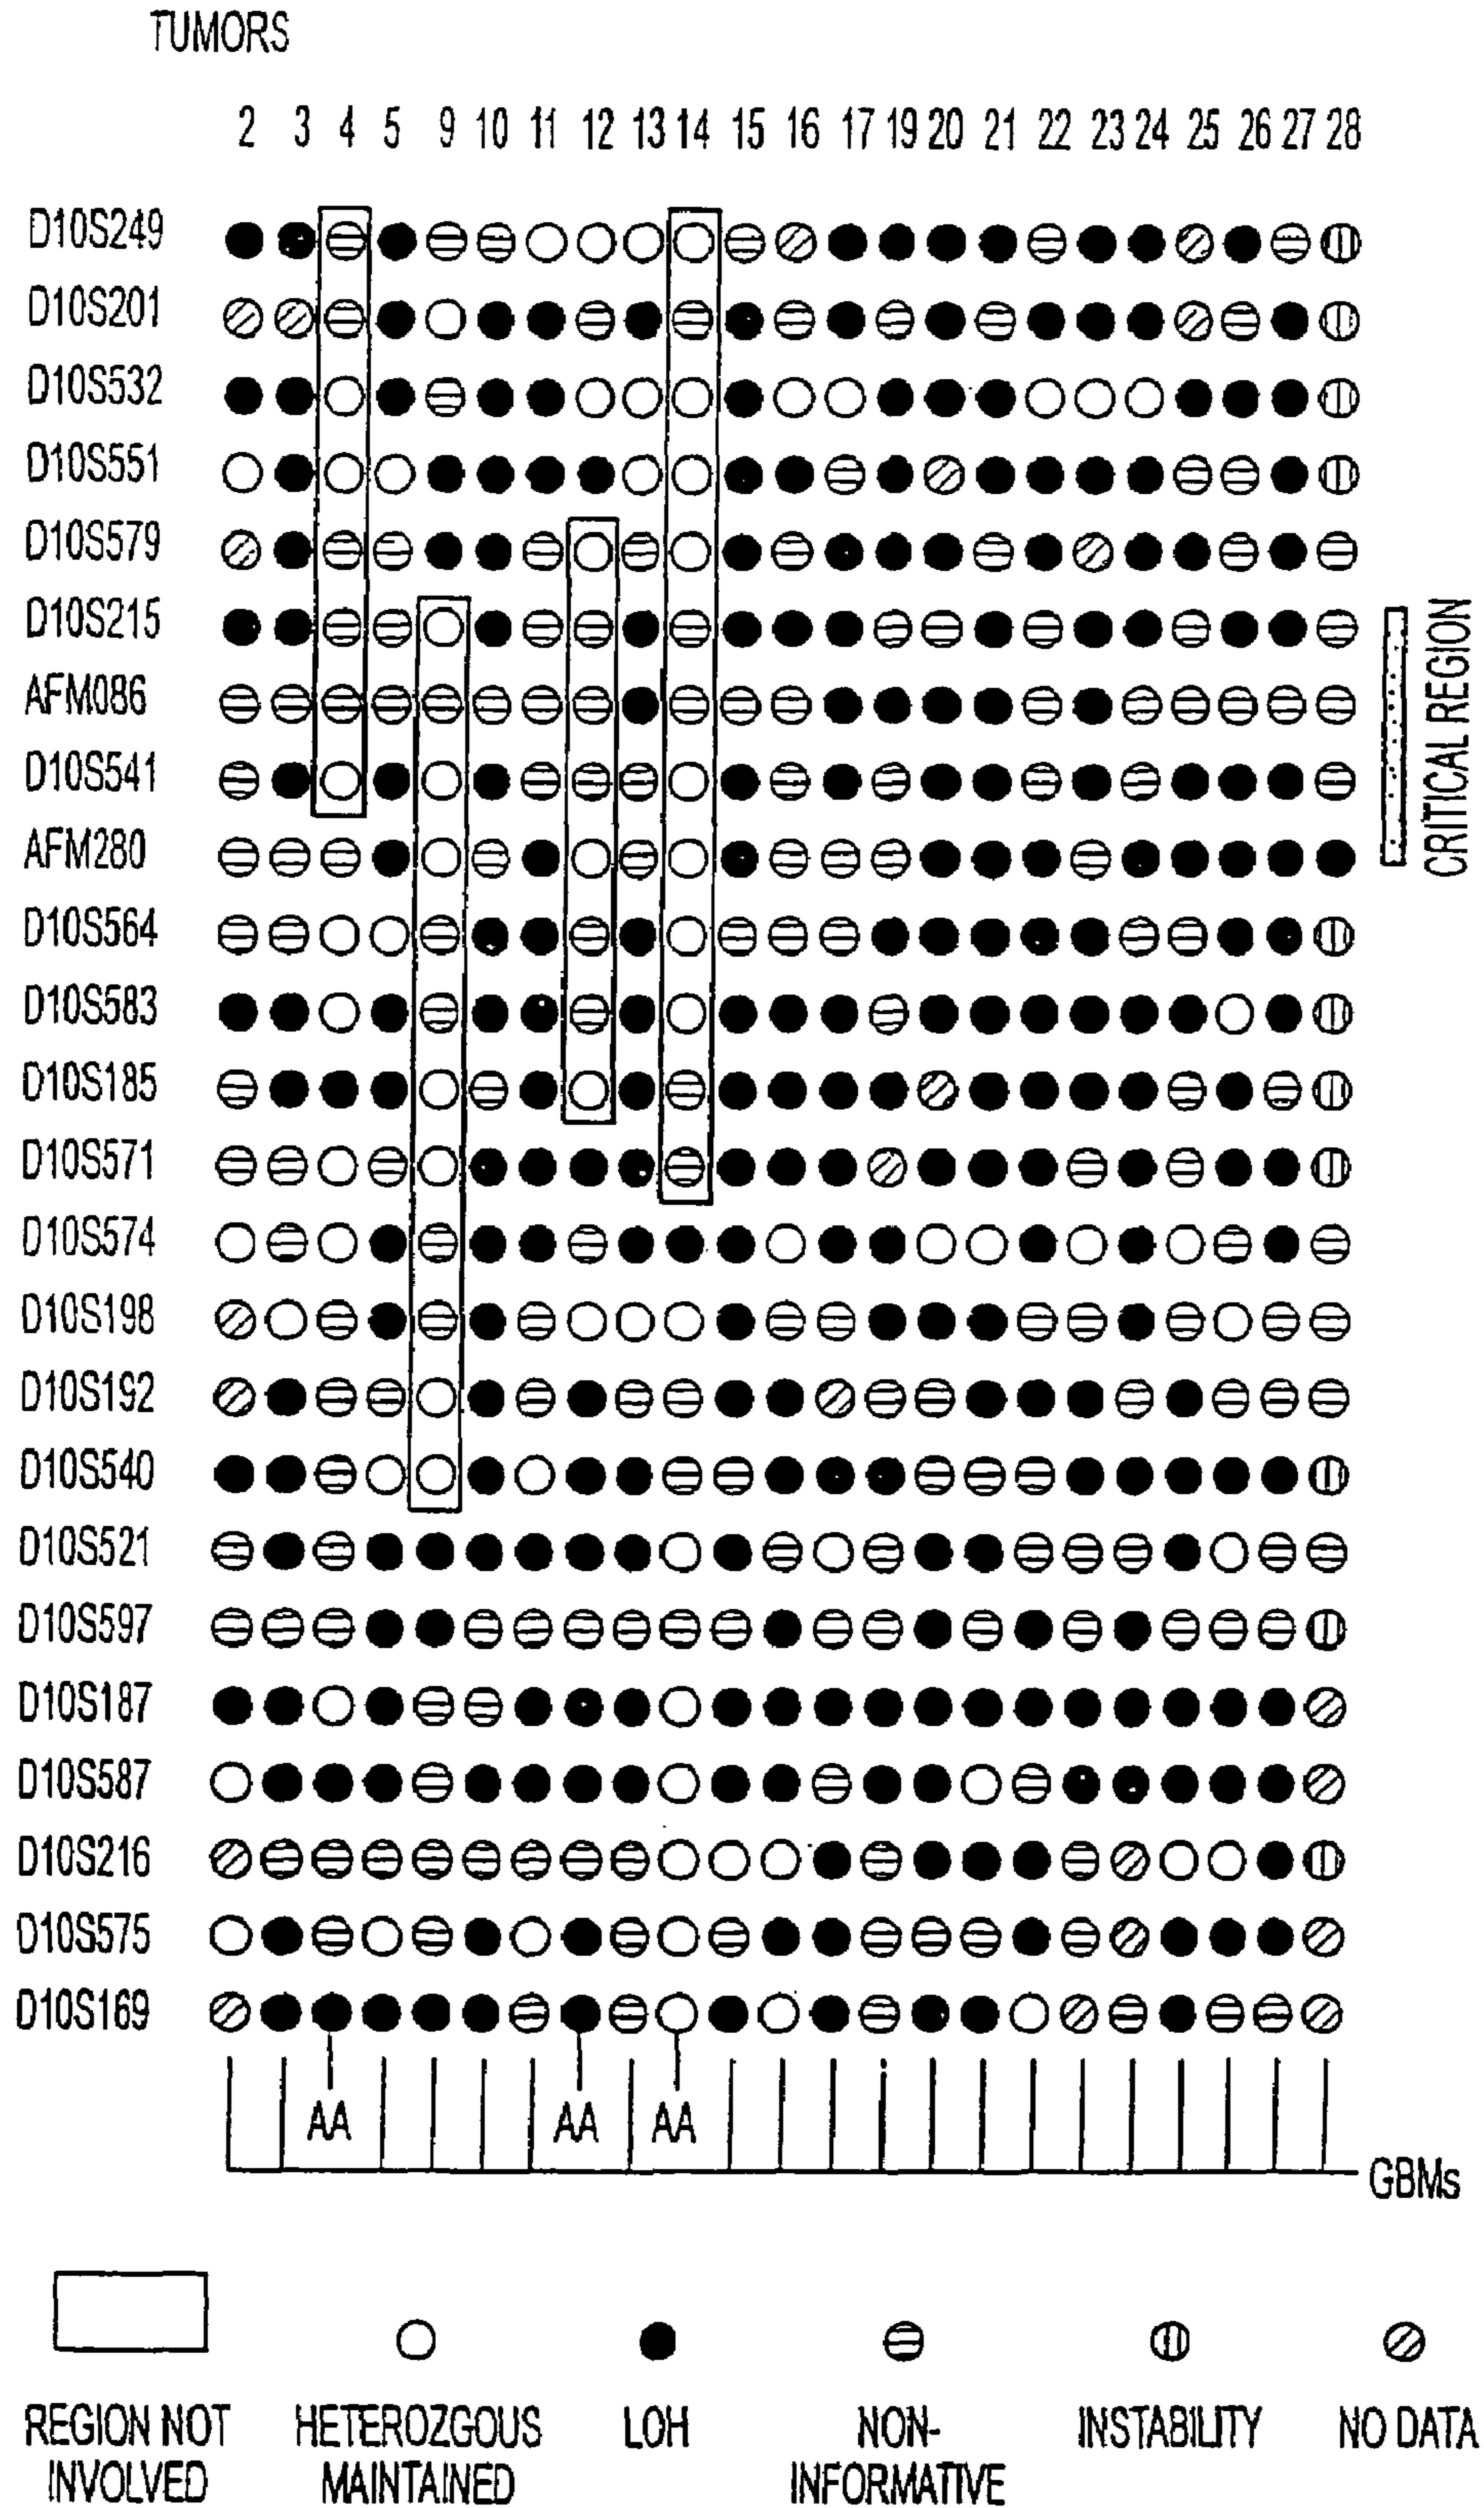 TUMORS
2 3 4 5 9 10 11 12 13 14 15 16 17 19 20 21 22 23 24 25 26 27 28
D10S249
D10S201
D10S532
D10S551
D10S579
D10S215
AFM086
D10S541
AFM280
D10S564
D10S583
D10S185
D10S571
D10S574
D10S198
D10S192
D10S540
D10S521
D10S597
D10S187
D10S587
D10S216
D10S575
D10S169
CRITICAL REGION
AA AA AA
GBMs
REGION NOT
INVOLVED
HETEROZGOUS
MAINTAINED
LOH
NON-
INFORMATIVE
INSTABILITY
NO DATA